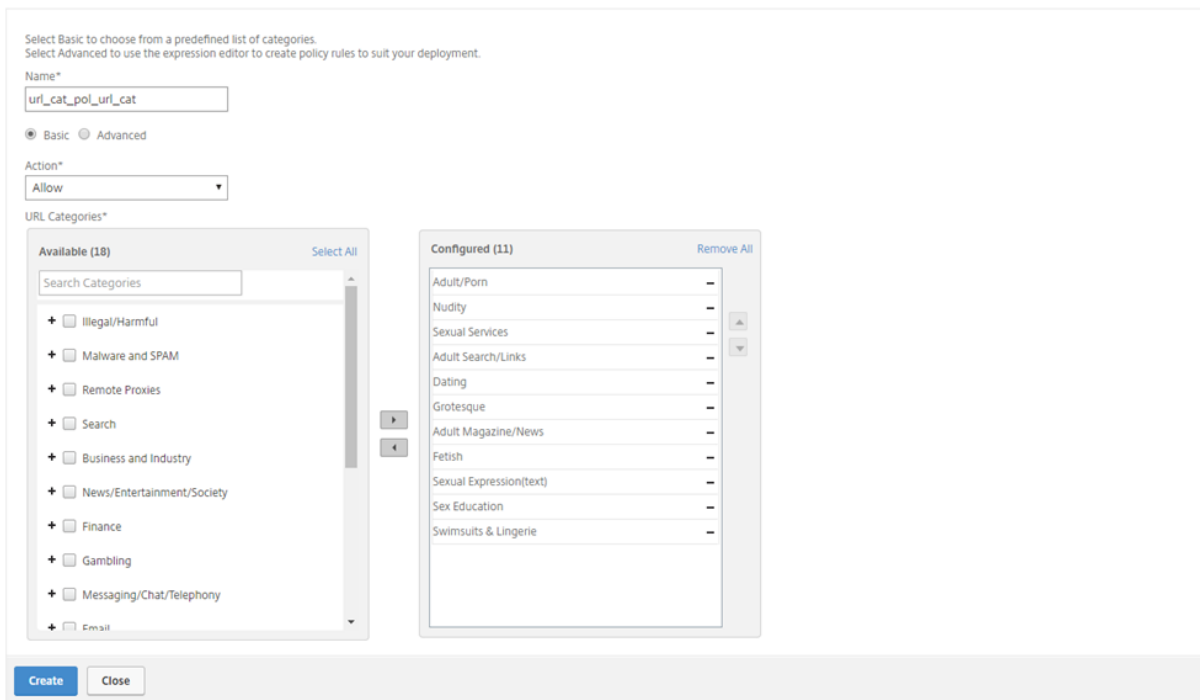 Select Basic to choose from a predefined list of categories.
Select Advanced to use the expression editor to create policy rules to suit your deployment.
Name*
url_cat_pol_url_cat
Basic Advanced
Action*
Allow
URL Categories*
Available (18) Select All
Search Categories
Illegal/Harmful
Malware and SPAM
Remote Proxies
Search
Business and Industry
News/Entertainment/Society
Finance
Gambling
Messaging/Chat/Telephony
Email
Configured (11) Remove All
Adult/Porn
Nudity
Sexual Services
Adult Search/Links
Dating
Grotesque
Adult Magazine/News
Fetish
Sexual Expression(text)
Sex Education
Swimsuits & Lingerie
Create Close